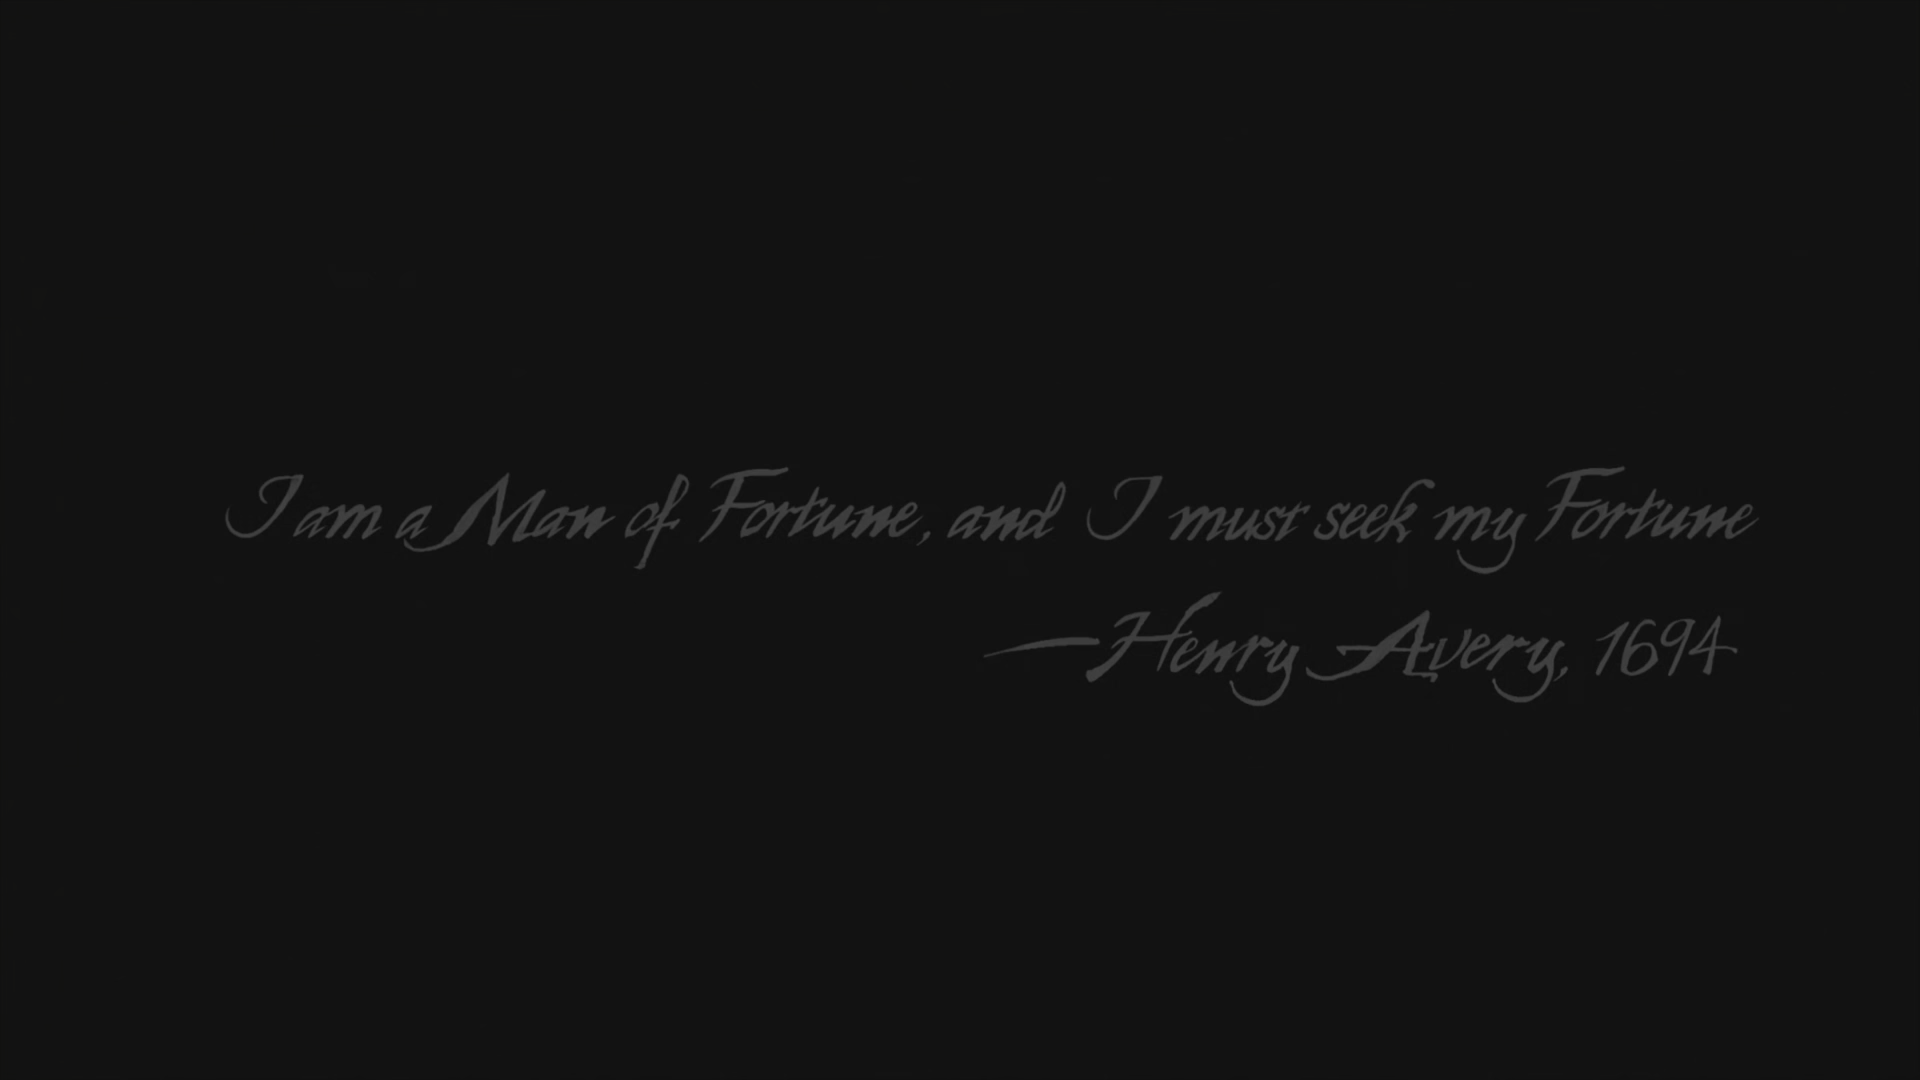 I am a Man of Fortune, and I must seek my Fortune
—Henry Avery, 1694